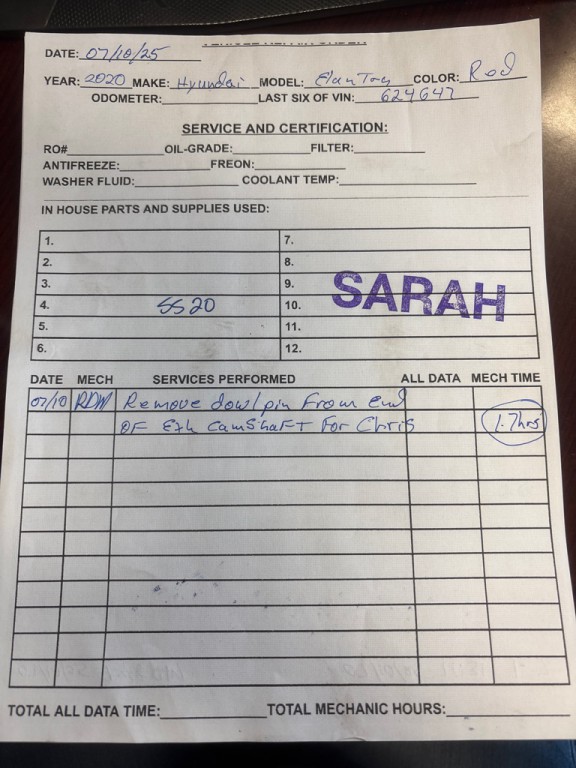 DATE: 07/10/25
YEAR: 2020 MAKE: Hyundai MODEL: ElanTra COLOR: Red
ODOMETER: LAST SIX OF VIN: 624647
SERVICE AND CERTIFICATION:
RO# OIL-GRADE: FILTER:
ANTIFREEZE: FREON:
WASHER FLUID: COOLANT TEMP:
IN HOUSE PARTS AND SUPPLIES USED:
1. 7.
2. 8.
3. 9.
4. SS20 10. SARAH
5. 11.
6. 12.
DATE MECH SERVICES PERFORMED ALL DATA MECH TIME
07/10 RDM Remove dowlpin From end
OF Exh CamShaFT For Chris 1.7hrs
TOTAL ALL DATA TIME: TOTAL MECHANIC HOURS: